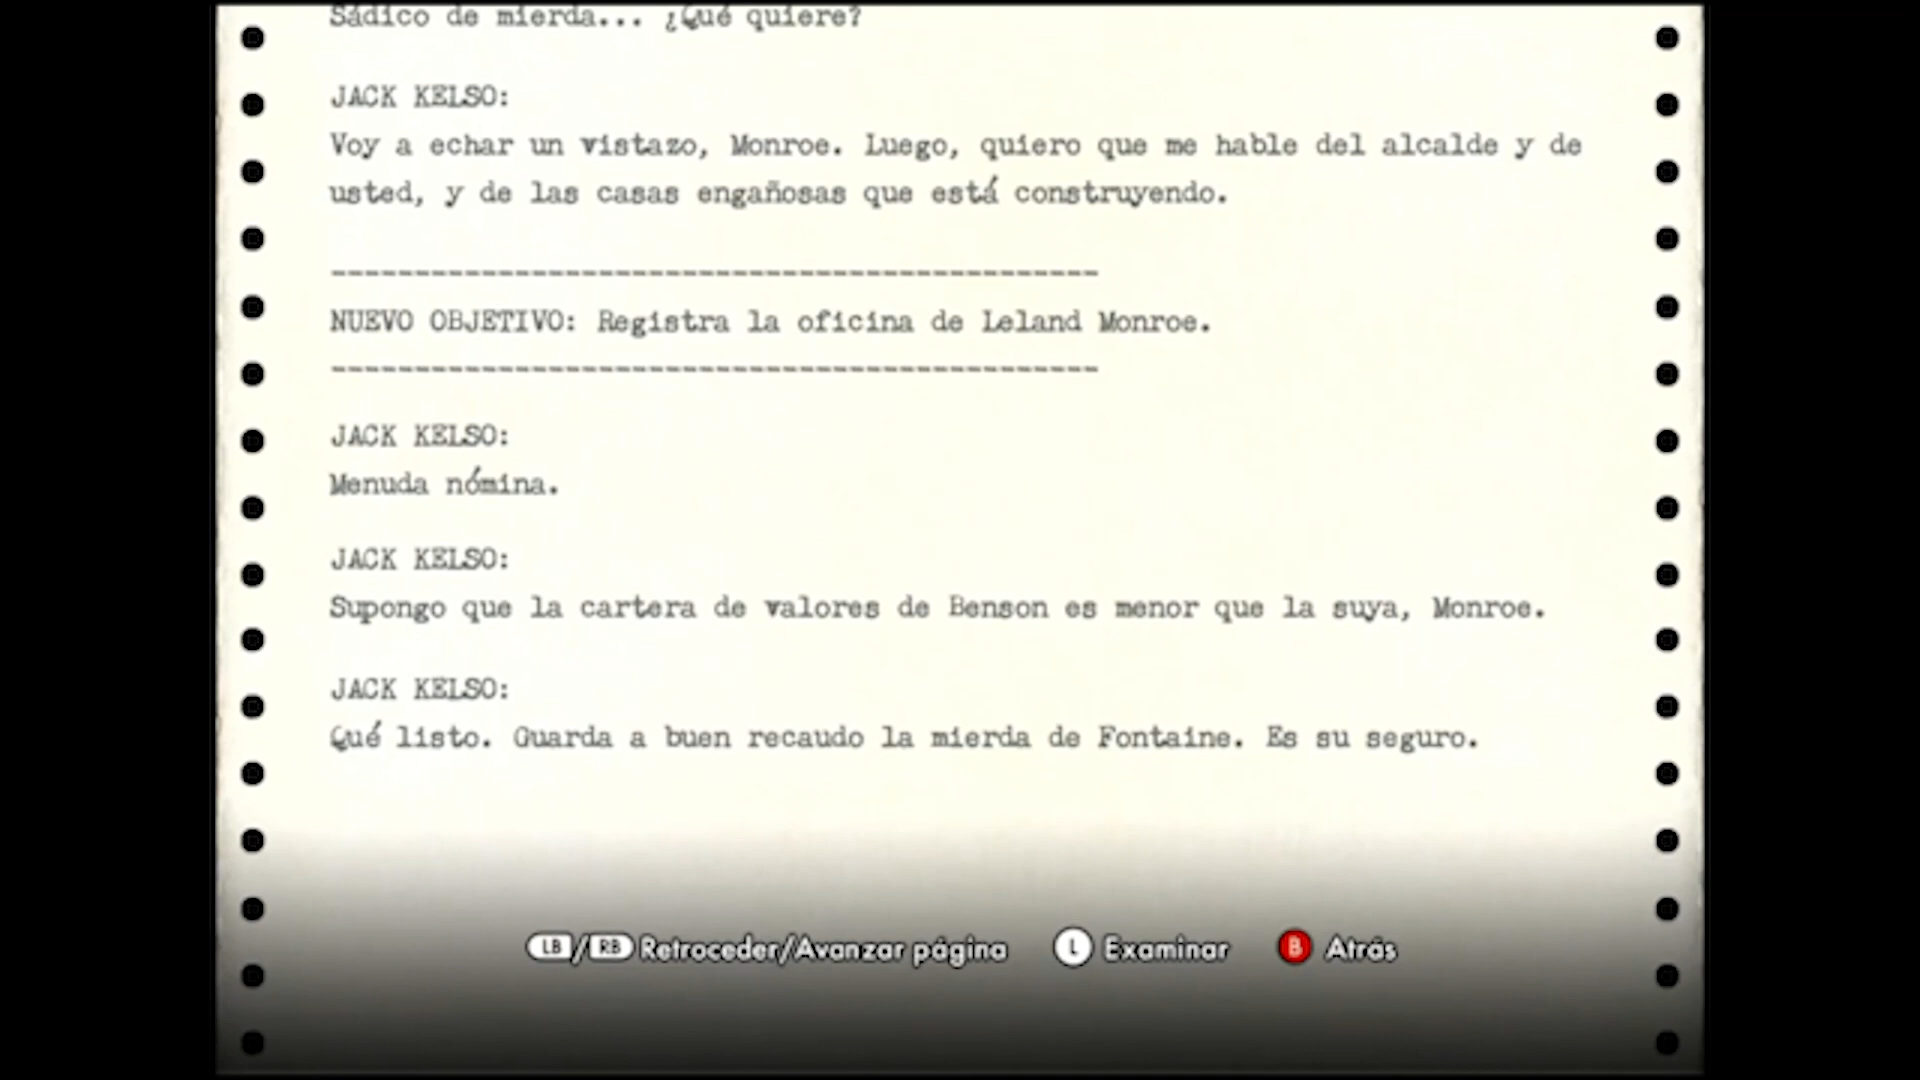 Sádico de mierda... ¿Qué quiere?
JACK KELSO:
Voy a echar un vistazo, Monroe. Luego, quiero que me hable del alcalde y de
usted, y de las casas engañosas que está construyendo.
----------------------------------------------
NUEVO OBJETIVO: Registra la oficina de Leland Monroe.
----------------------------------------------
JACK KELSO:
Menuda nómina.
JACK KELSO:
Supongo que la cartera de valores de Benson es menor que la suya, Monroe.
JACK KELSO:
Qué listo. Guarda a buen recaudo la mierda de Fontaine. Es su seguro.
LB/RB Retroceder/Avanzar página L Examinar B Atrás